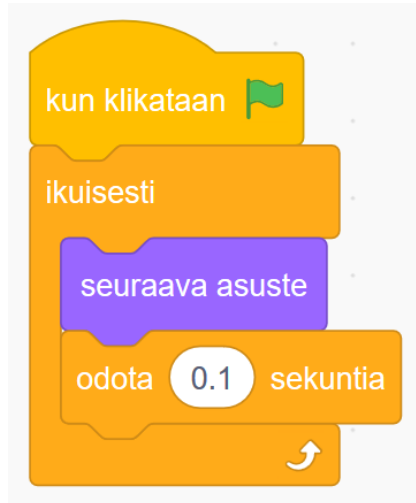 kun klikataan
ikuisesti
seuraava asuste
odota 0.1 sekuntia